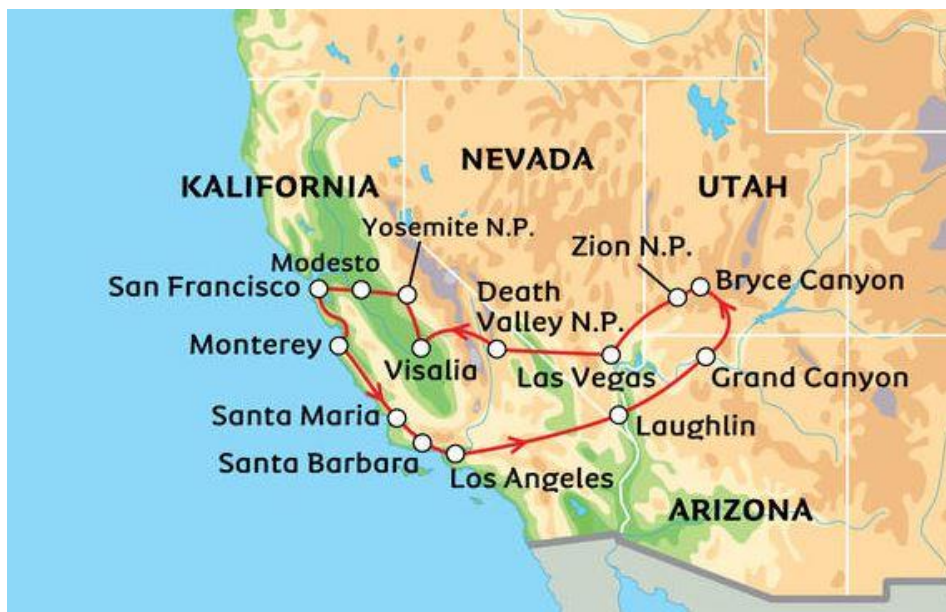 NEVADA
KALIFORNIA
UTAH
Yosemite N.P.
Zion N.P.
Modesto
San Francisco
Bryce Canyon
Death
Valley N.P.
Monterey
Visalia
Las Vegas
Grand Canyon
Santa Maria
Laughlin
Santa Barbara
Los Angeles
ARIZONA